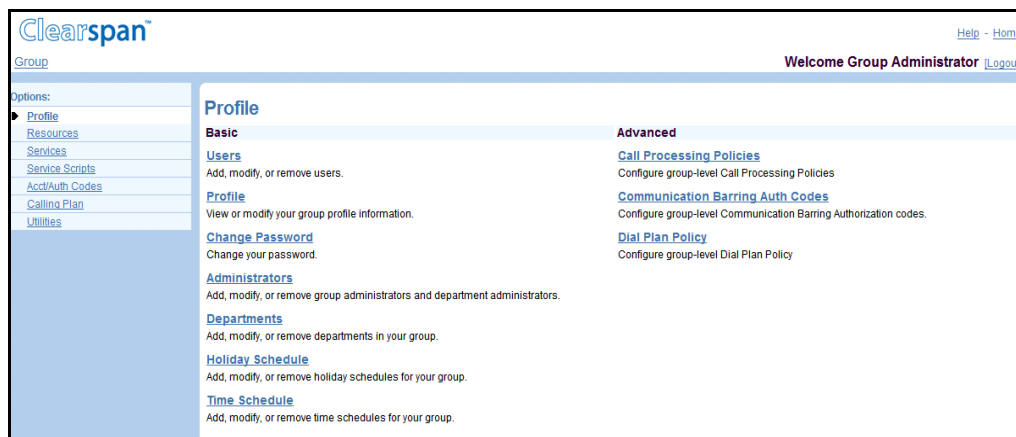 Clearspan™
Help - Hom
Group
Welcome Group Administrator [Logou
Options:
Profile
Resources
Services
Service Scripts
Acct/Auth Codes
Calling Plan
Utilities
Profile
Basic
Users
Add, modify, or remove users.
Profile
View or modify your group profile information.
Change Password
Change your password.
Administrators
Add, modify, or remove group administrators and department administrators.
Departments
Add, modify, or remove departments in your group.
Holiday Schedule
Add, modify, or remove holiday schedules for your group.
Time Schedule
Add, modify, or remove time schedules for your group.
Advanced
Call Processing Policies
Configure group-level Call Processing Policies
Communication Barring Auth Codes
Configure group-level Communication Barring Authorization codes.
Dial Plan Policy
Configure group-level Dial Plan Policy